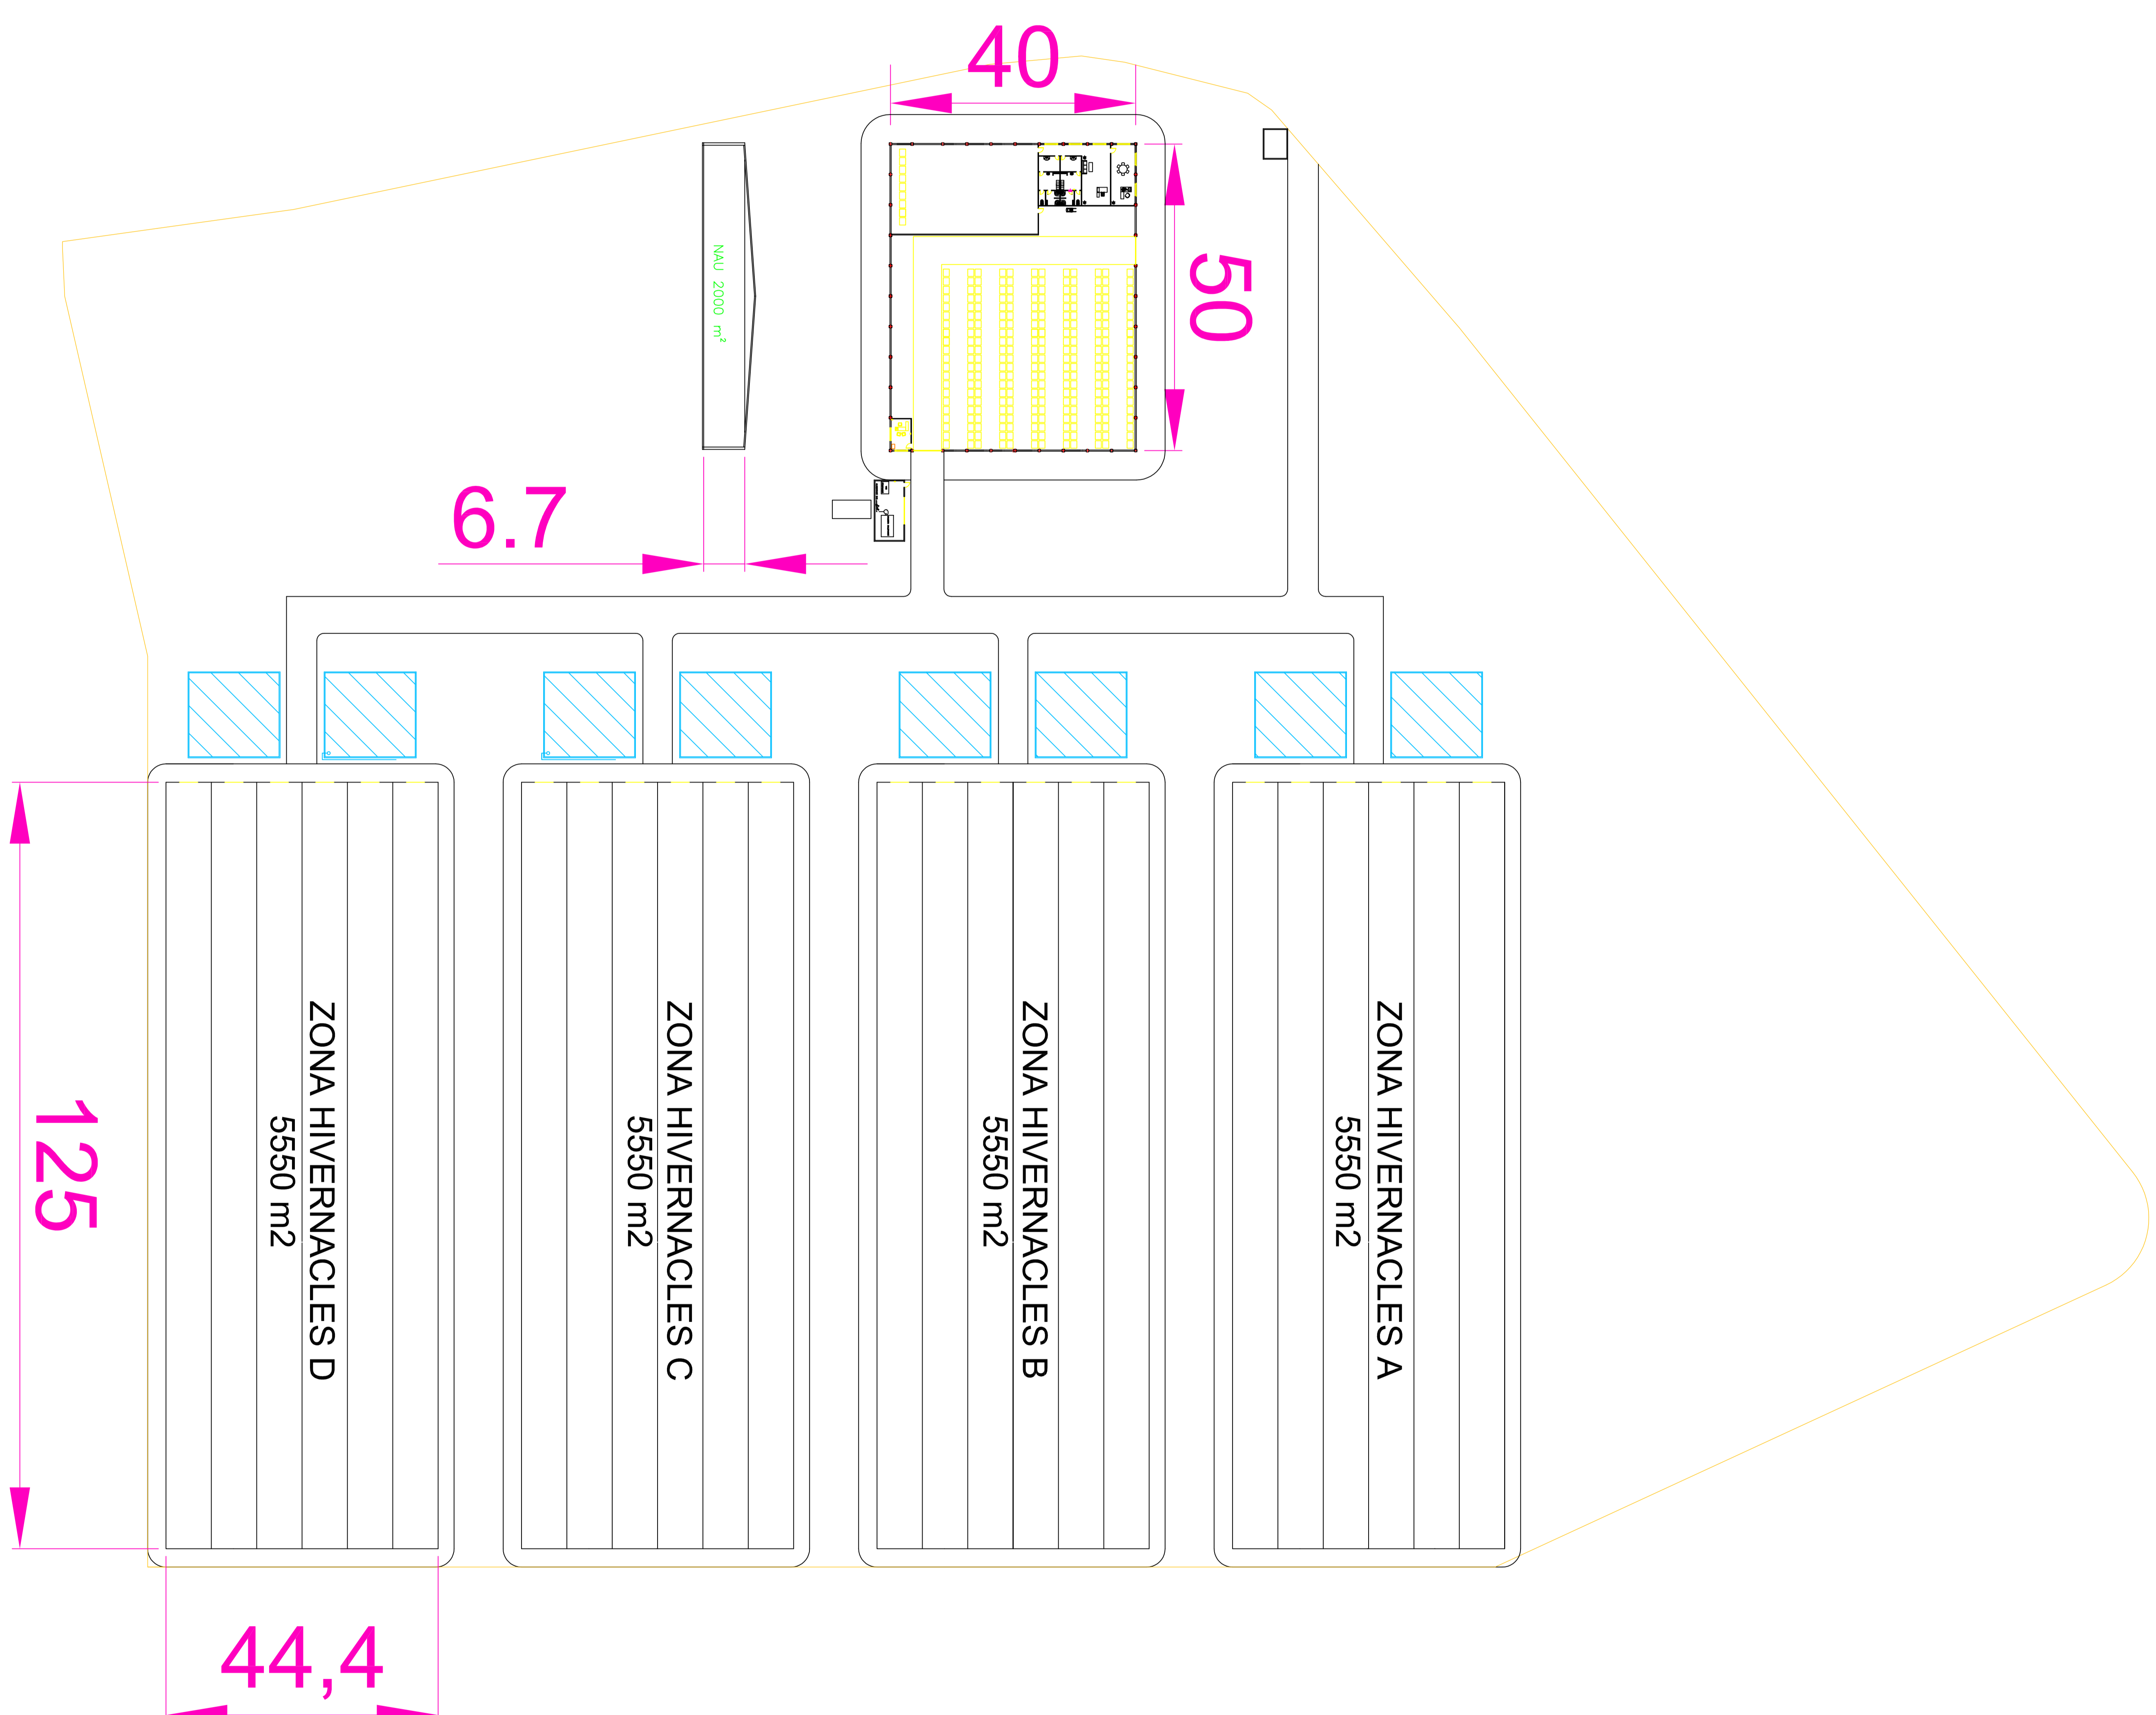 40
50
NAU 2000 m²
6.7
ZONA HIVERNACLES D
5550 m2
ZONA HIVERNACLES C
5550 m2
ZONA HIVERNACLES B
5550 m2
ZONA HIVERNACLES A
5550 m2
125
44,4